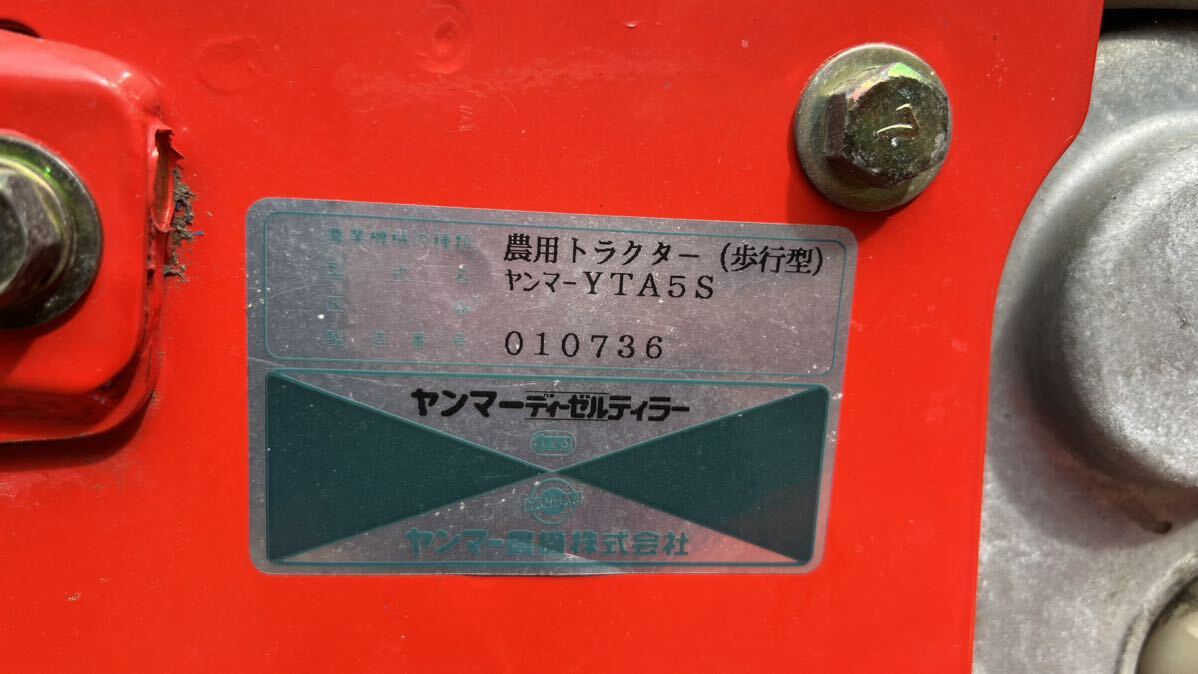 農業機械の種類 農用トラクター(歩行型)
型式名 ヤンマーYTA5S
区分
製造番号 010736
ヤンマーディーゼルティラー
YANMAR
ヤンマー農機株式会社